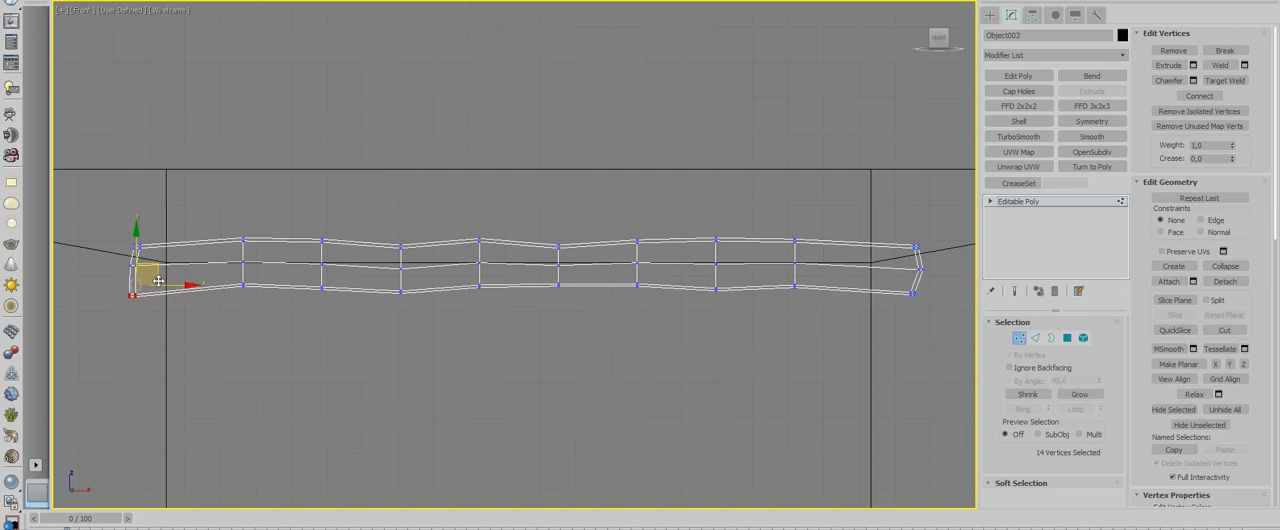 [+] [Front] [User Defined] [Wireframe]
FRONT
y
x
z
x
0 / 100
Object003
Modifier List
Edit Poly
Bend
Cap Holes
Extrude
FFD 2x2x2
FFD 3x3x3
Shell
Symmetry
TurboSmooth
Smooth
UVW Map
OpenSubdiv
Unwrap UVW
Turn to Poly
CreaseSet
Editable Poly
Selection
By Vertex
Ignore Backfacing
By Angle: 45,0
Shrink
Grow
Ring
Loop
Preview Selection
Off
SubObj
Multi
14 Vertices Selected
Soft Selection
Edit Vertices
Remove
Break
Extrude
Weld
Chamfer
Target Weld
Connect
Remove Isolated Vertices
Remove Unused Map Verts
Weight: 1,0
Crease: 0,0
Edit Geometry
Repeat Last
Constraints
None
Edge
Face
Normal
Preserve UVs
Create
Collapse
Attach
Detach
Slice Plane
Split
Slice
Reset Plane
QuickSlice
Cut
MSmooth
Tessellate
Make Planar
X
Y
Z
View Align
Grid Align
Relax
Hide Selected
Unhide All
Hide Unselected
Named Selections:
Copy
Paste
Delete Isolated Vertices
Full Interactivity
Vertex Properties
Edit Vertex Colors